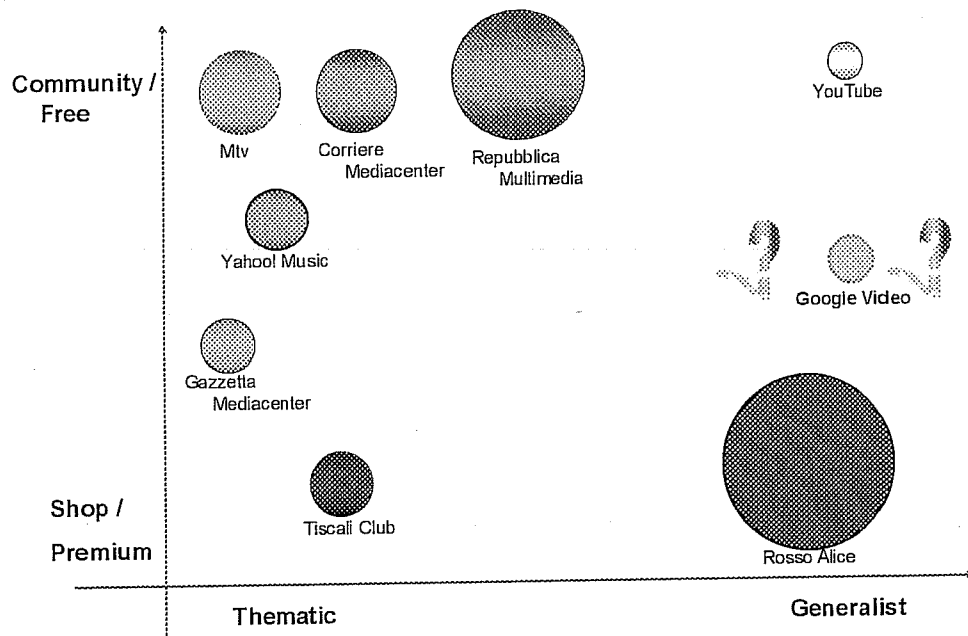 Community /
Free
Mtv
Corriere
Mediacenter
Repubblica
Multimedia
YouTube
Yahoo! Music
?
?
Google Video
Gazzetta
Mediacenter
Shop /
Premium
Tiscali Club
Rosso Alice
Thematic
Generalist